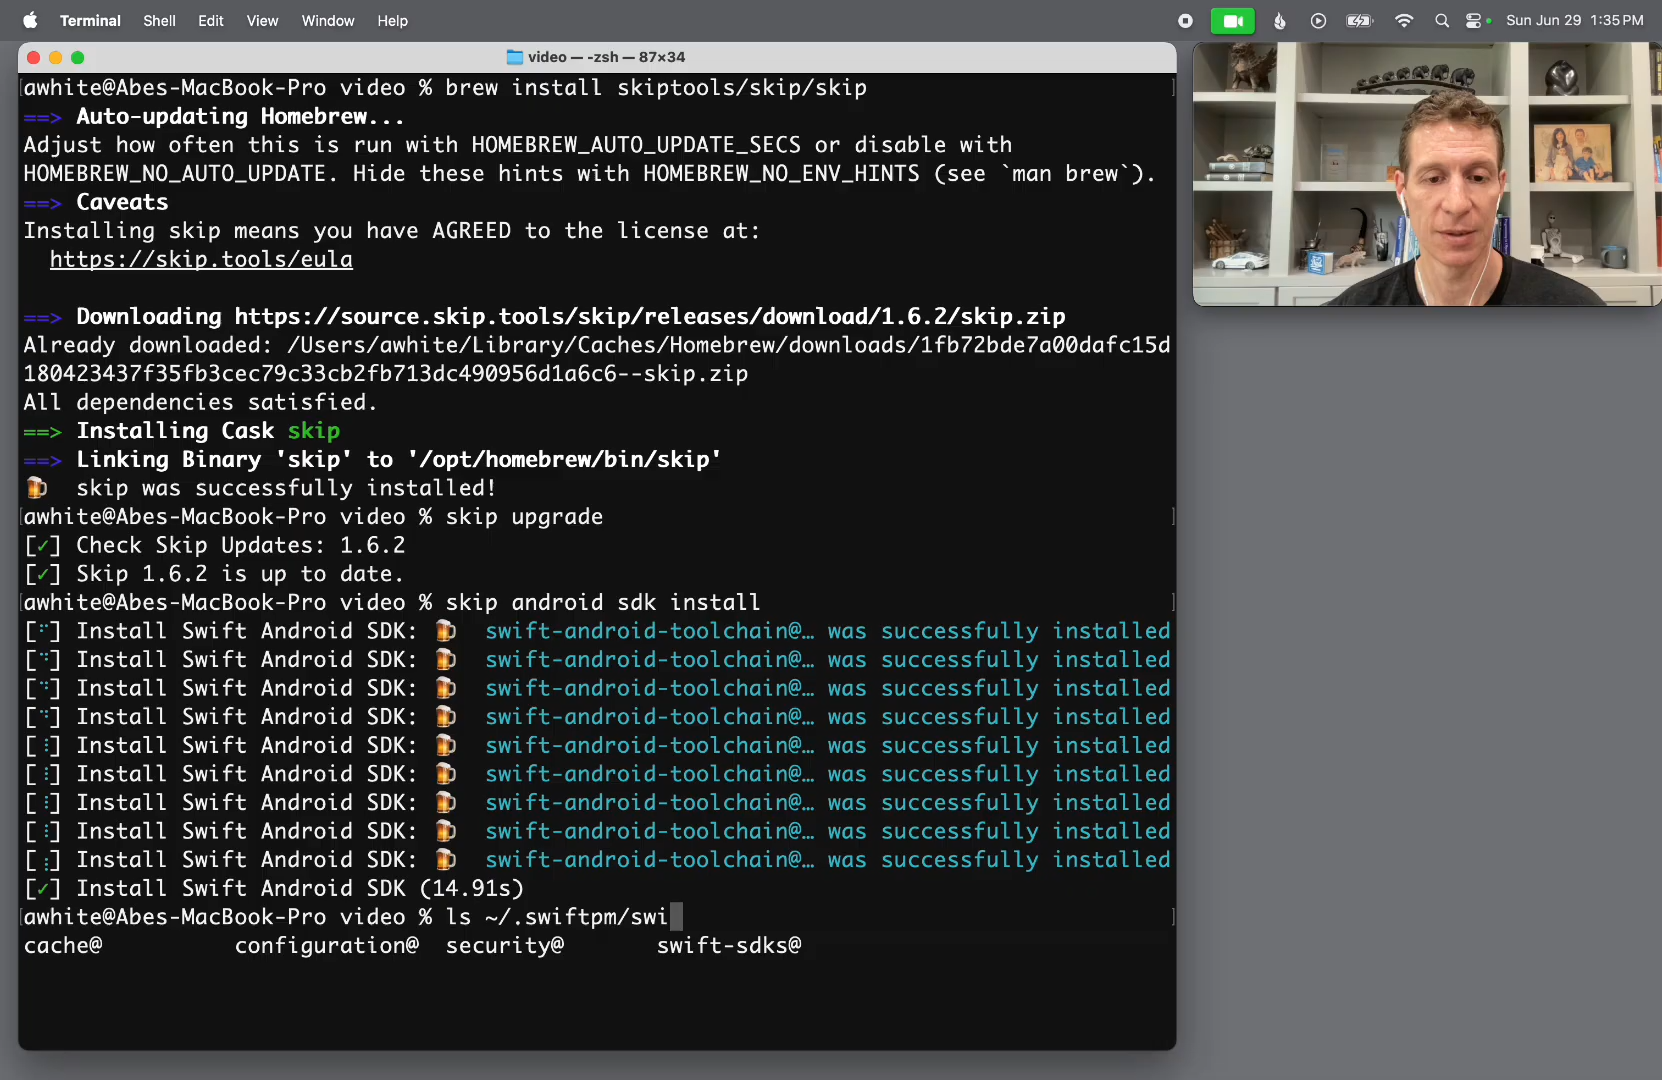 Terminal Shell Edit View Window Help Sun Jun 29 1:35 PM
video — -zsh — 87×34
[awhite@Abes-MacBook-Pro video % brew install skiptools/skip/skip ]
==> Auto-updating Homebrew...
Adjust how often this is run with HOMEBREW_AUTO_UPDATE_SECS or disable with
HOMEBREW_NO_AUTO_UPDATE. Hide these hints with HOMEBREW_NO_ENV_HINTS (see `man brew`).
==> Caveats
Installing skip means you have AGREED to the license at:
https://skip.tools/eula
==> Downloading https://source.skip.tools/skip/releases/download/1.6.2/skip.zip
Already downloaded: /Users/awhite/Library/Caches/Homebrew/downloads/1fb72bde7a00dafc15d
180423437f35fb3cec79c33cb2fb713dc490956d1a6c6--skip.zip
All dependencies satisfied.
==> Installing Cask skip
==> Linking Binary 'skip' to '/opt/homebrew/bin/skip'
🍺 skip was successfully installed!
[awhite@Abes-MacBook-Pro video % skip upgrade ]
[✓] Check Skip Updates: 1.6.2
[✓] Skip 1.6.2 is up to date.
[awhite@Abes-MacBook-Pro video % skip android sdk install ]
[⠋] Install Swift Android SDK: 🍺 swift-android-toolchain@… was successfully installed
[⠙] Install Swift Android SDK: 🍺 swift-android-toolchain@… was successfully installed
[⠙] Install Swift Android SDK: 🍺 swift-android-toolchain@… was successfully installed
[⠙] Install Swift Android SDK: 🍺 swift-android-toolchain@… was successfully installed
[⠸] Install Swift Android SDK: 🍺 swift-android-toolchain@… was successfully installed
[⠸] Install Swift Android SDK: 🍺 swift-android-toolchain@… was successfully installed
[⠸] Install Swift Android SDK: 🍺 swift-android-toolchain@… was successfully installed
[⠸] Install Swift Android SDK: 🍺 swift-android-toolchain@… was successfully installed
[⢰] Install Swift Android SDK: 🍺 swift-android-toolchain@… was successfully installed
[✓] Install Swift Android SDK (14.91s)
[awhite@Abes-MacBook-Pro video % ls ~/.swiftpm/swi ]
cache@ configuration@ security@ swift-sdks@